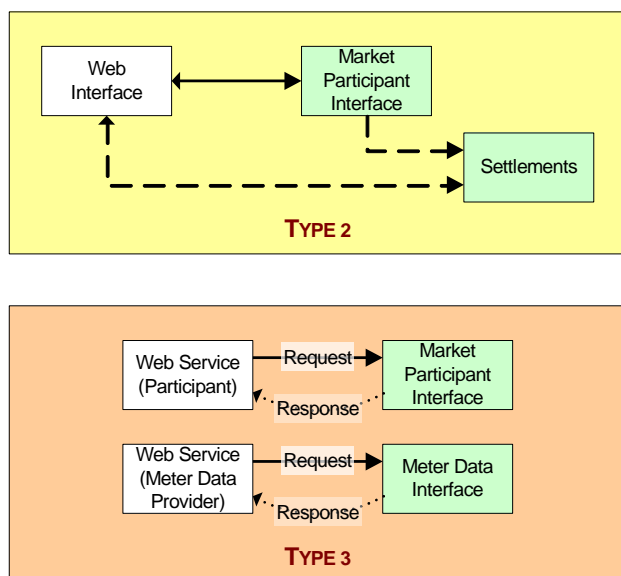 Web
Interface
Market
Participant
Interface
Settlements
TYPE 2
Web Service
(Participant)
Request
Response
Market
Participant
Interface
Web Service
(Meter Data
Provider)
Request
Response
Meter Data
Interface
TYPE 3